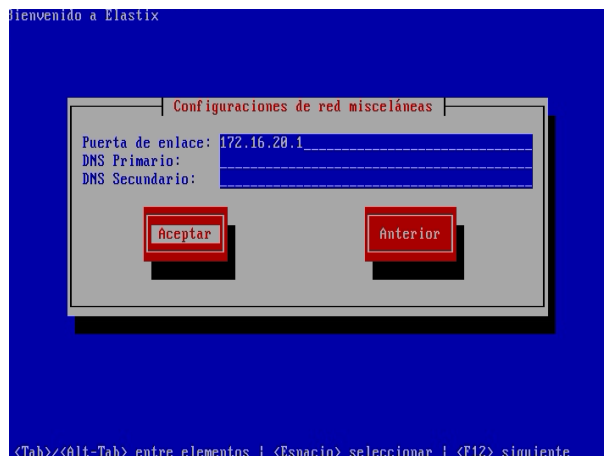 Bienvenido a Elastix
Configuraciones de red misceláneas
Puerta de enlace: 172.16.20.1
DNS Primario:
DNS Secundario:
Aceptar Anterior
<Tab>/<Alt-Tab> entre elementos | <Espacio> seleccionar | <F12> siguiente